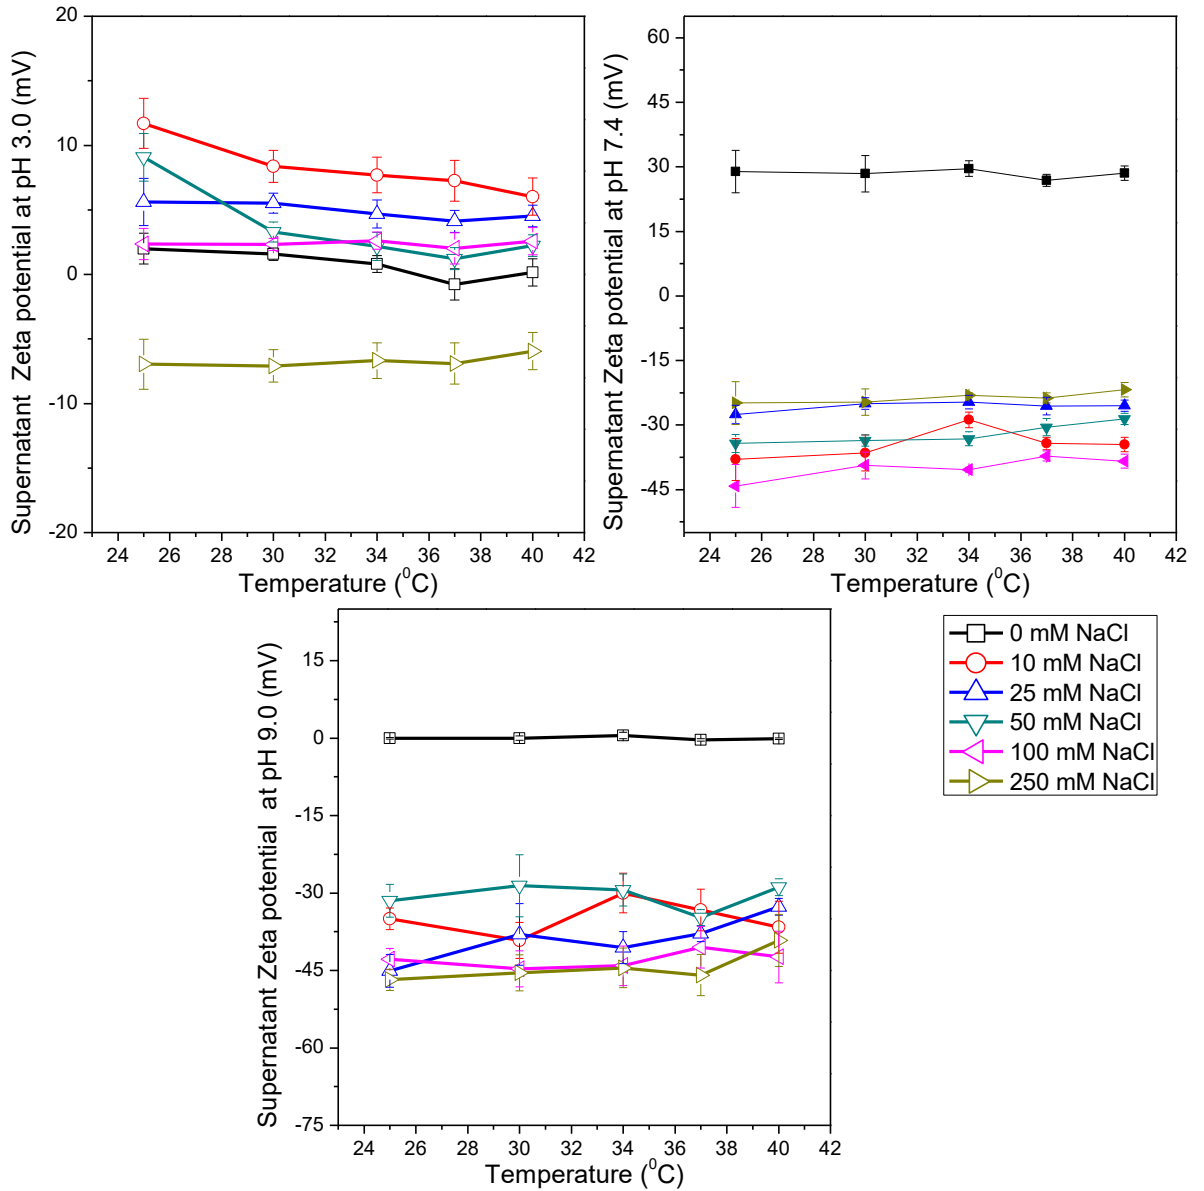 Supernatant Zeta potential at pH 3.0 (mV)
20
10
0
-10
-20
24 26 28 30 32 34 36 38 40 42
Temperature (⁰C)
Supernatant Zeta potential at pH 7.4 (mV)
60
45
30
15
0
-15
-30
-45
24 26 28 30 32 34 36 38 40 42
Temperature (⁰C)
Supernatant Zeta potential at pH 9.0 (mV)
15
0
-15
-30
-45
-60
-75
24 26 28 30 32 34 36 38 40 42
Temperature (⁰C)
0 mM NaCl
10 mM NaCl
25 mM NaCl
50 mM NaCl
100 mM NaCl
250 mM NaCl